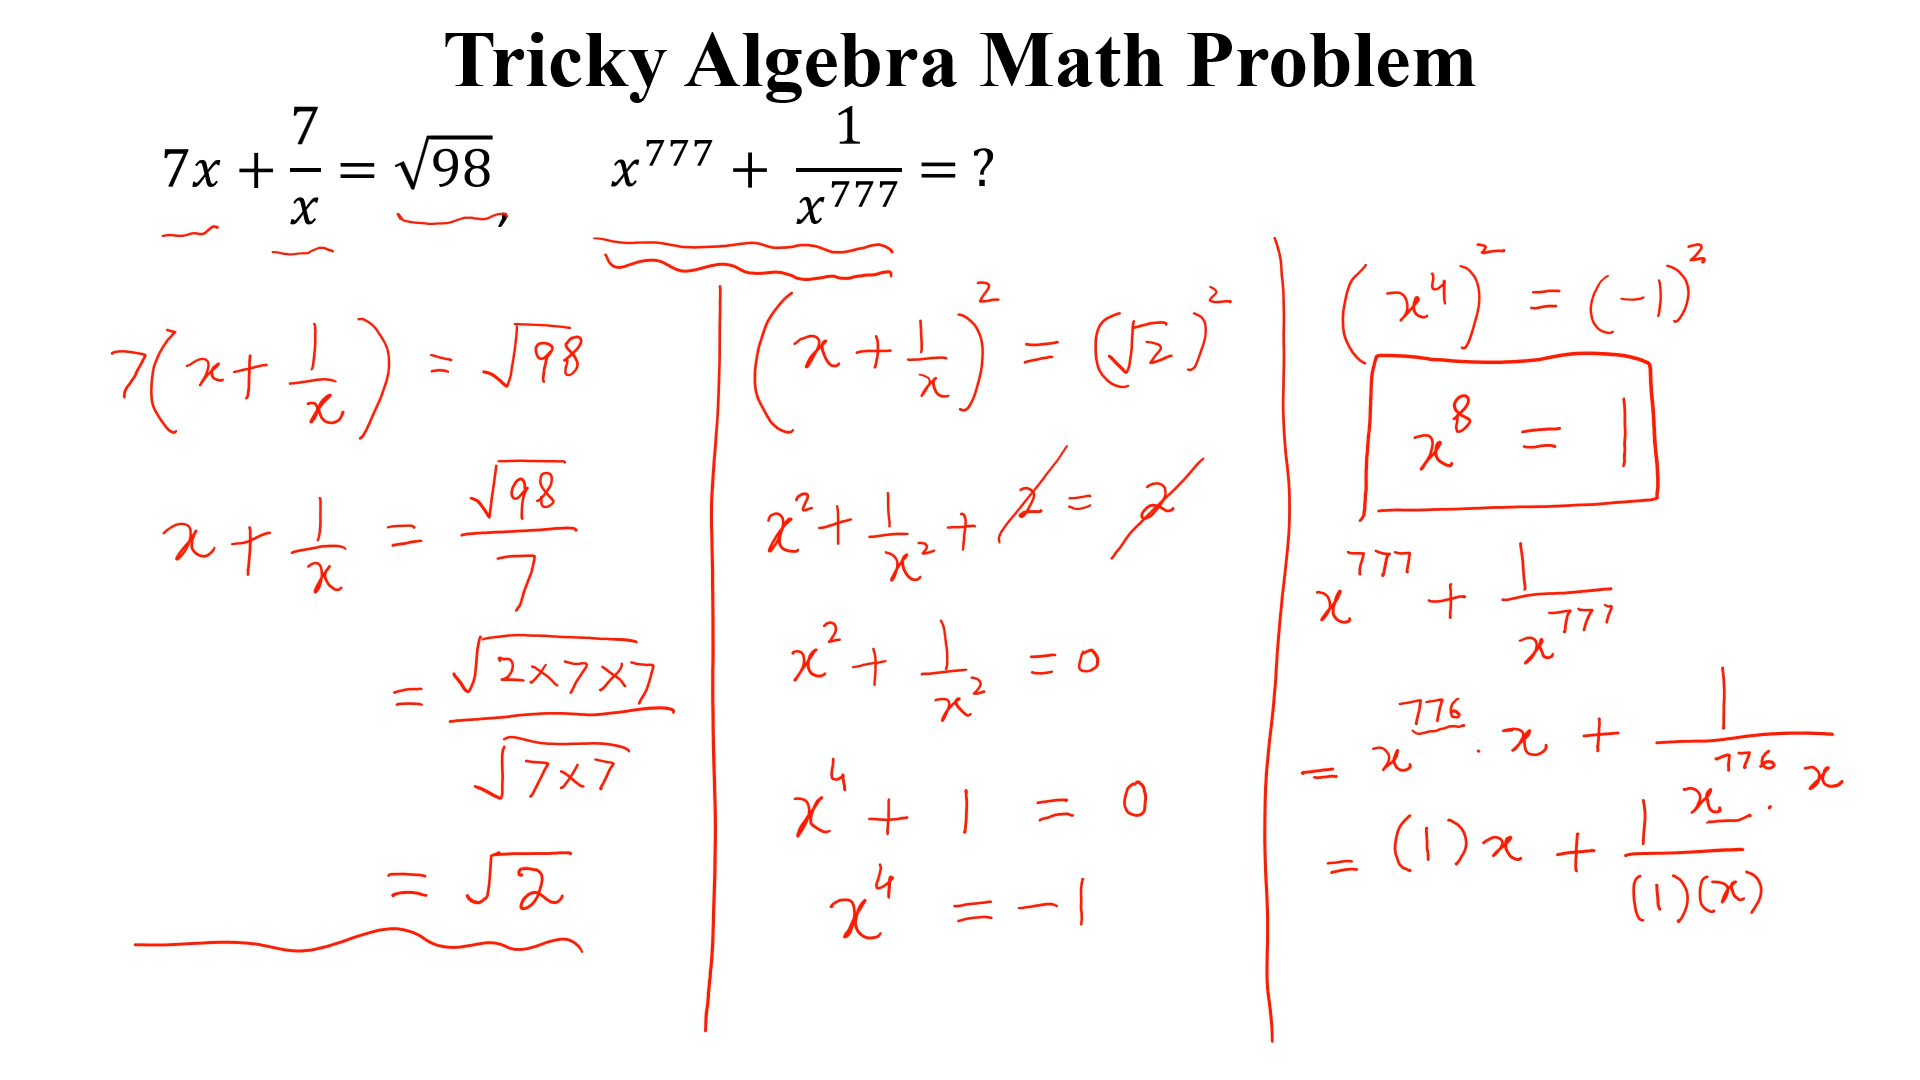 Tricky Algebra Math Problem
7x + 7/x = √98, x^777 + 1/x^777 = ?
7(x + 1/x) = √98
x + 1/x = √98/7
= √(2×7×7)/√(7×7)
= √2
(x + 1/x)^2 = (√2)^2
x^2 + 1/x^2 + 2 = 2
x^2 + 1/x^2 = 0
x^4 + 1 = 0
x^4 = -1
(x^4)^2 = (-1)^2
x^8 = 1
x^777 + 1/x^777
= x^776 · x + 1/(x^776 · x)
= (1)x + 1/((1)(x))